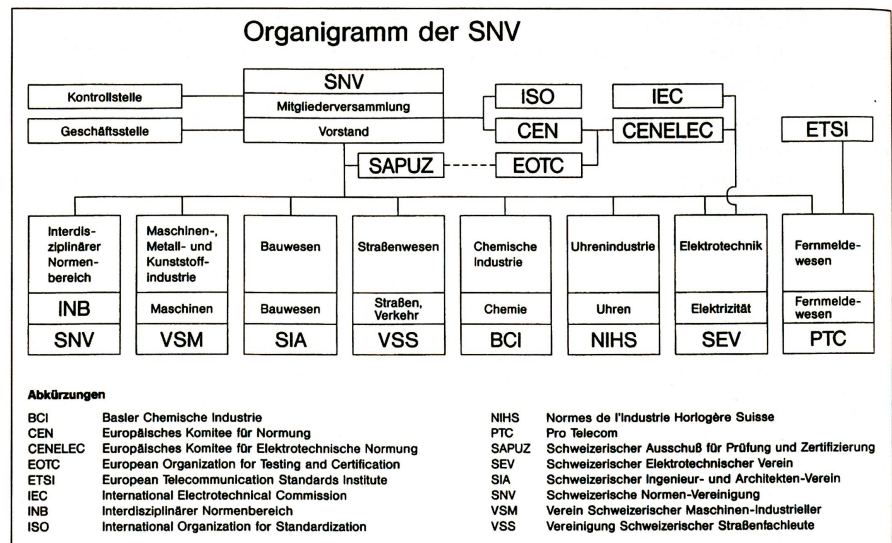 Organigramm der SNV
SNV
Mitgliederversammlung
Vorstand
Kontrollstelle
Geschäftsstelle
ISO
CEN
IEC
CENELEC
ETSI
SAPUZ
EOTC
Interdis-
ziplinärer
Normen-
bereich
INB
SNV
Maschinen-,
Metall- und
Kunststoff-
industrie
Maschinen
VSM
Bauwesen
Bauwesen
SIA
Straßenwesen
Straßen,
Verkehr
VSS
Chemische
Industrie
Chemie
BCI
Uhrenindustrie
Uhren
NIHS
Elektrotechnik
Elektrizität
SEV
Fernmelde-
wesen
Fernmelde-
wesen
PTC
Abkürzungen
BCI Basler Chemische Industrie
CEN Europäisches Komitee für Normung
CENELEC Europäisches Komitee für Elektrotechnische Normung
EOTC European Organization for Testing and Certification
ETSI European Telecommunication Standards Institute
IEC International Electrotechnical Commission
INB Interdisziplinärer Normenbereich
ISO International Organization for Standardization
NIHS Normes de l'Industrie Horlogère Suisse
PTC Pro Telecom
SAPUZ Schweizerischer Ausschuß für Prüfung und Zertifizierung
SEV Schweizerischer Elektrotechnischer Verein
SIA Schweizerischer Ingenieur- und Architekten-Verein
SNV Schweizerische Normen-Vereinigung
VSM Verein Schweizerischer Maschinen-Industrieller
VSS Vereinigung Schweizerischer Straßenfachleute